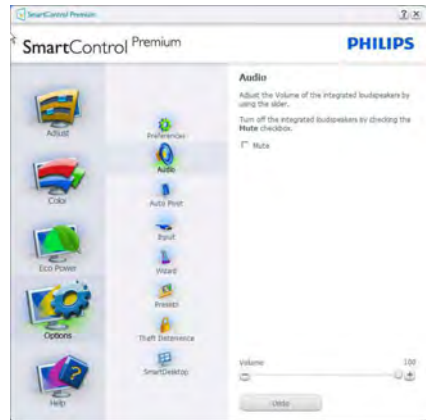 SmartControl Premium
SmartControl Premium
PHILIPS
Adjust
Color
Eco Power
Options
Help
Preferences
Audio
Auto Pivot
Input
Wizard
Presets
Theft Deterrence
SmartDesktop
Audio
Adjust the Volume of the integrated loudspeakers by
using the slider.
Turn off the integrated loudspeakers by checking the
Mute checkbox.
Mute
Volume 100
Undo